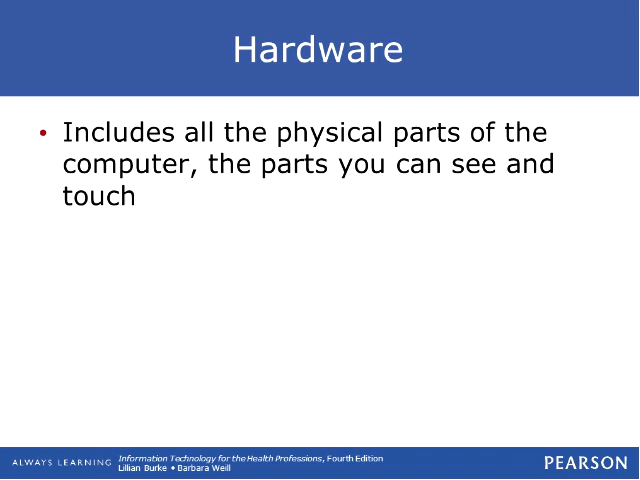 Hardware
• Includes all the physical parts of the
computer, the parts you can see and
touch
ALWAYS LEARNING
Information Technology for the Health Professions, Fourth Edition
Lillian Burke • Barbara Weill
PEARSON